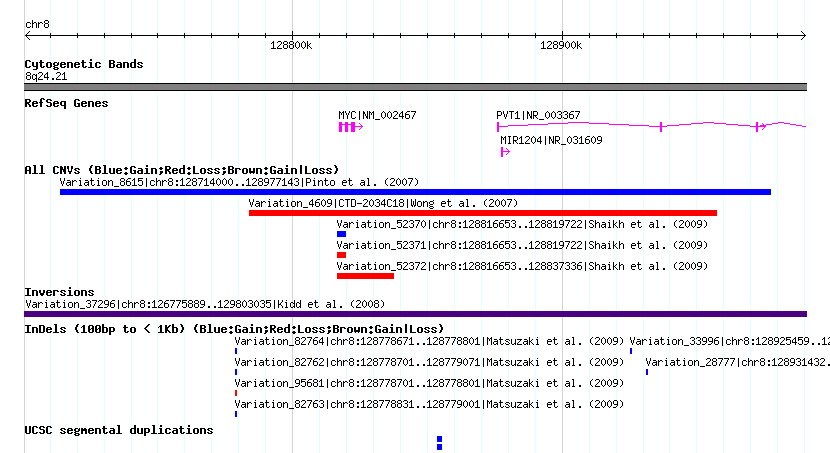 chr8
128800k 128900k
Cytogenetic Bands
8q24.21
RefSeq Genes
MYC|NM_002467 PVT1|NR_003367
MIR1204|NR_031609
All CNVs (Blue:Gain;Red:Loss;Brown:Gain|Loss)
Variation_8615|chr8:128714000..128977143|Pinto et al. (2007)
Variation_4609|CTD-2034C18|Wong et al. (2007)
Variation_52370|chr8:128816653..128819722|Shaikh et al. (2009)
Variation_52371|chr8:128816653..128819722|Shaikh et al. (2009)
Variation_52372|chr8:128816653..128837336|Shaikh et al. (2009)
Inversions
Variation_37296|chr8:126775889..129803035|Kidd et al. (2008)
InDels (100bp to < 1Kb) (Blue:Gain;Red:Loss;Brown:Gain|Loss)
Variation_82764|chr8:128778671..128778801|Matsuzaki et al. (2009) Variation_33996|chr8:128925459..12
Variation_82762|chr8:128778701..128779071|Matsuzaki et al. (2009) Variation_28777|chr8:128931432.
Variation_95681|chr8:128778701..128778801|Matsuzaki et al. (2009)
Variation_82763|chr8:128778831..128779001|Matsuzaki et al. (2009)
UCSC segmental duplications